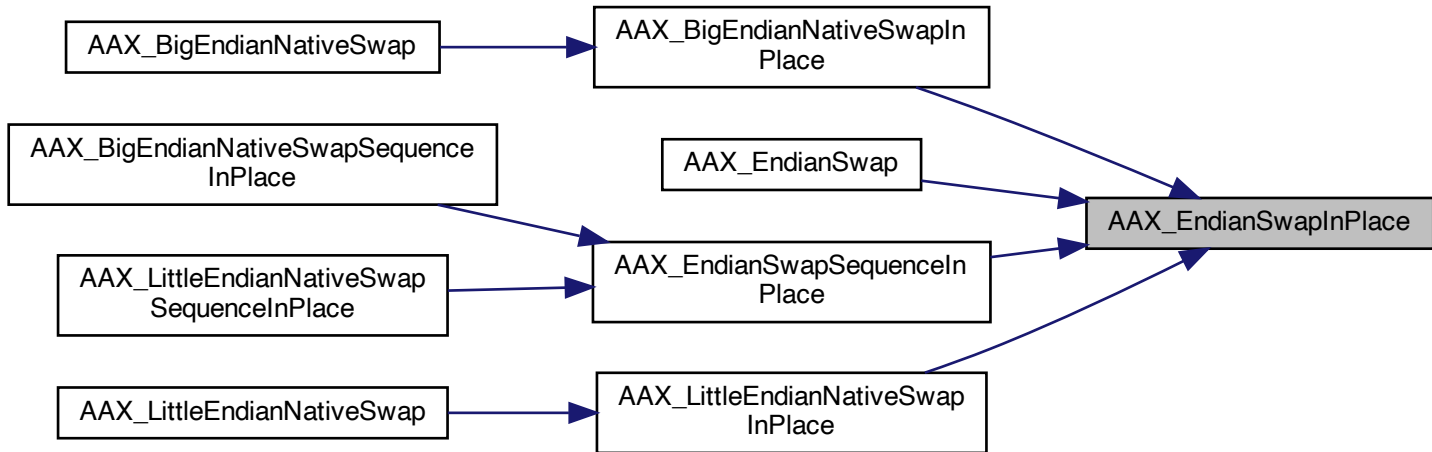 AAX_BigEndianNativeSwap
AAX_BigEndianNativeSwapIn
Place
AAX_BigEndianNativeSwapSequence
InPlace
AAX_EndianSwap
AAX_EndianSwapInPlace
AAX_LittleEndianNativeSwap
SequenceInPlace
AAX_EndianSwapSequenceIn
Place
AAX_LittleEndianNativeSwap
AAX_LittleEndianNativeSwap
InPlace